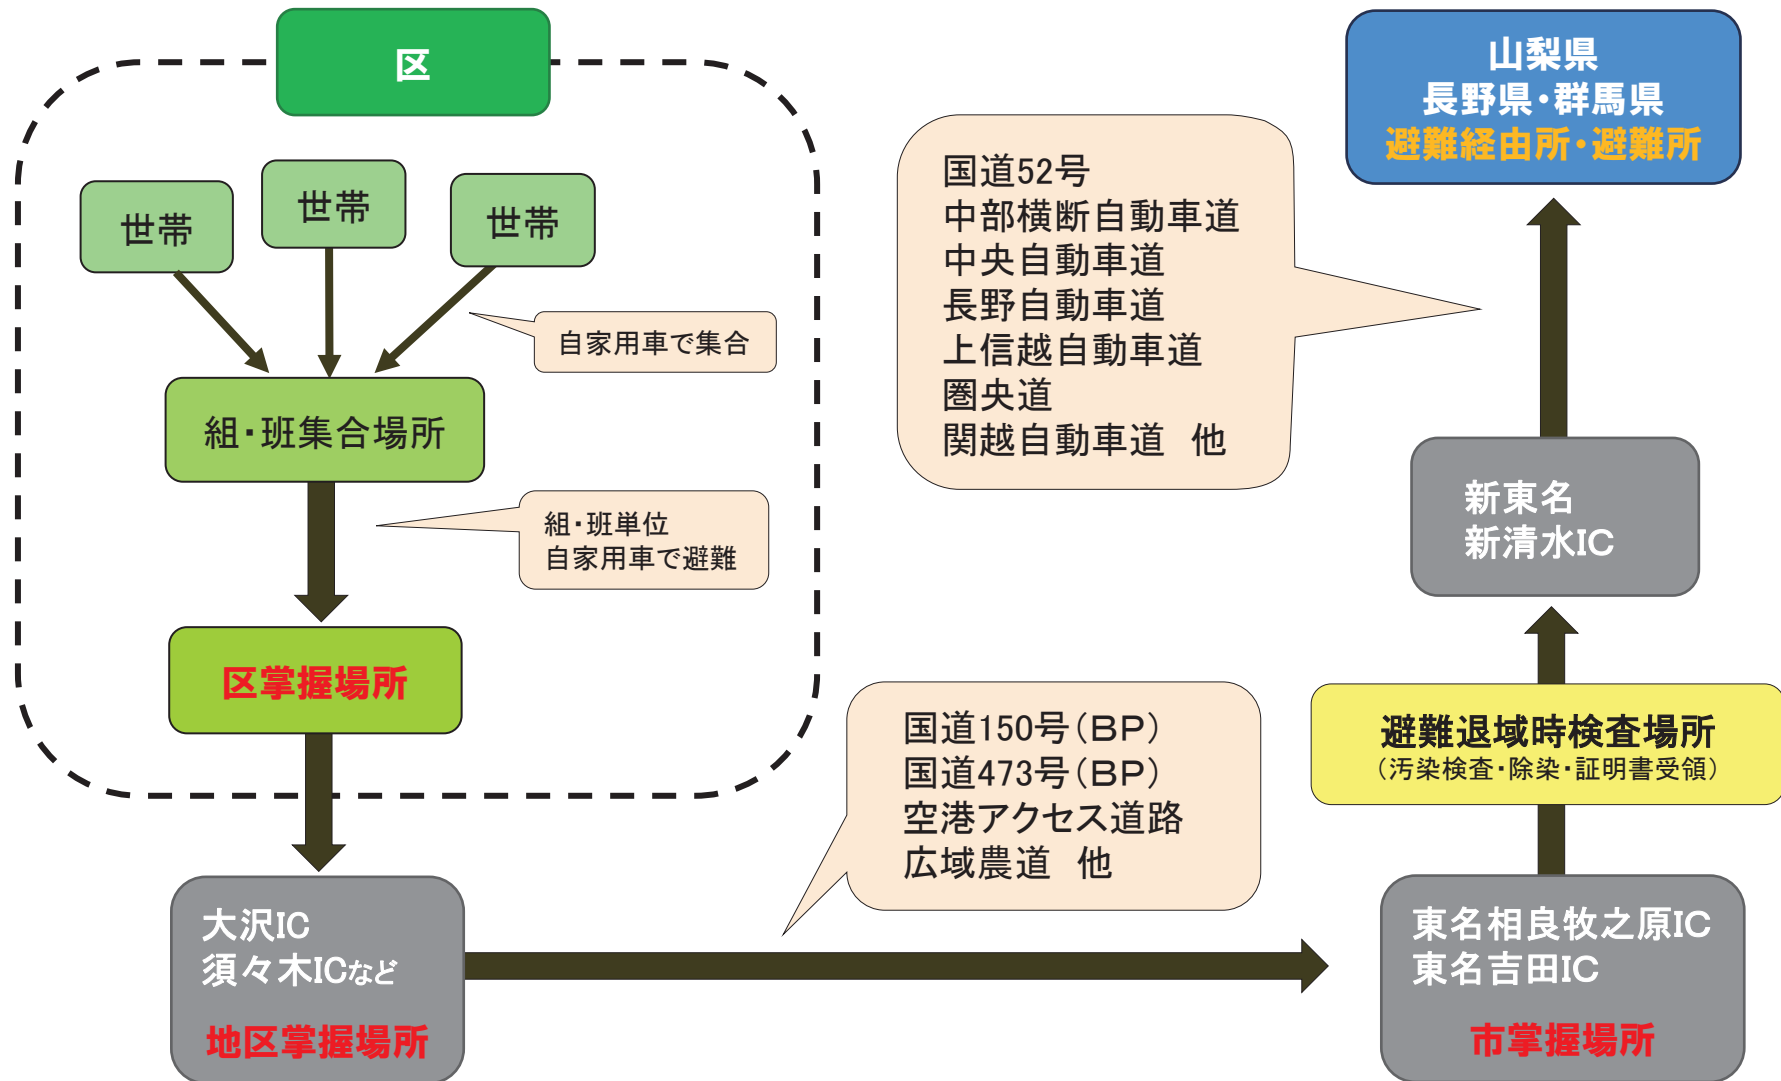 区
世帯
世帯
世帯
自家用車で集合
組・班集合場所
組・班単位
自家用車で避難
区掌握場所
大沢IC
須々木ICなど
地区掌握場所
国道150号（BP）
国道473号（BP）
空港アクセス道路
広域農道　他
東名相良牧之原IC
東名吉田IC
市掌握場所
避難退域時検査場所
（汚染検査・除染・証明書受領）
新東名
新清水IC
国道52号
中部横断自動車道
中央自動車道
長野自動車道
上信越自動車道
圏央道
関越自動車道　他
山梨県
長野県・群馬県
避難経由所・避難所